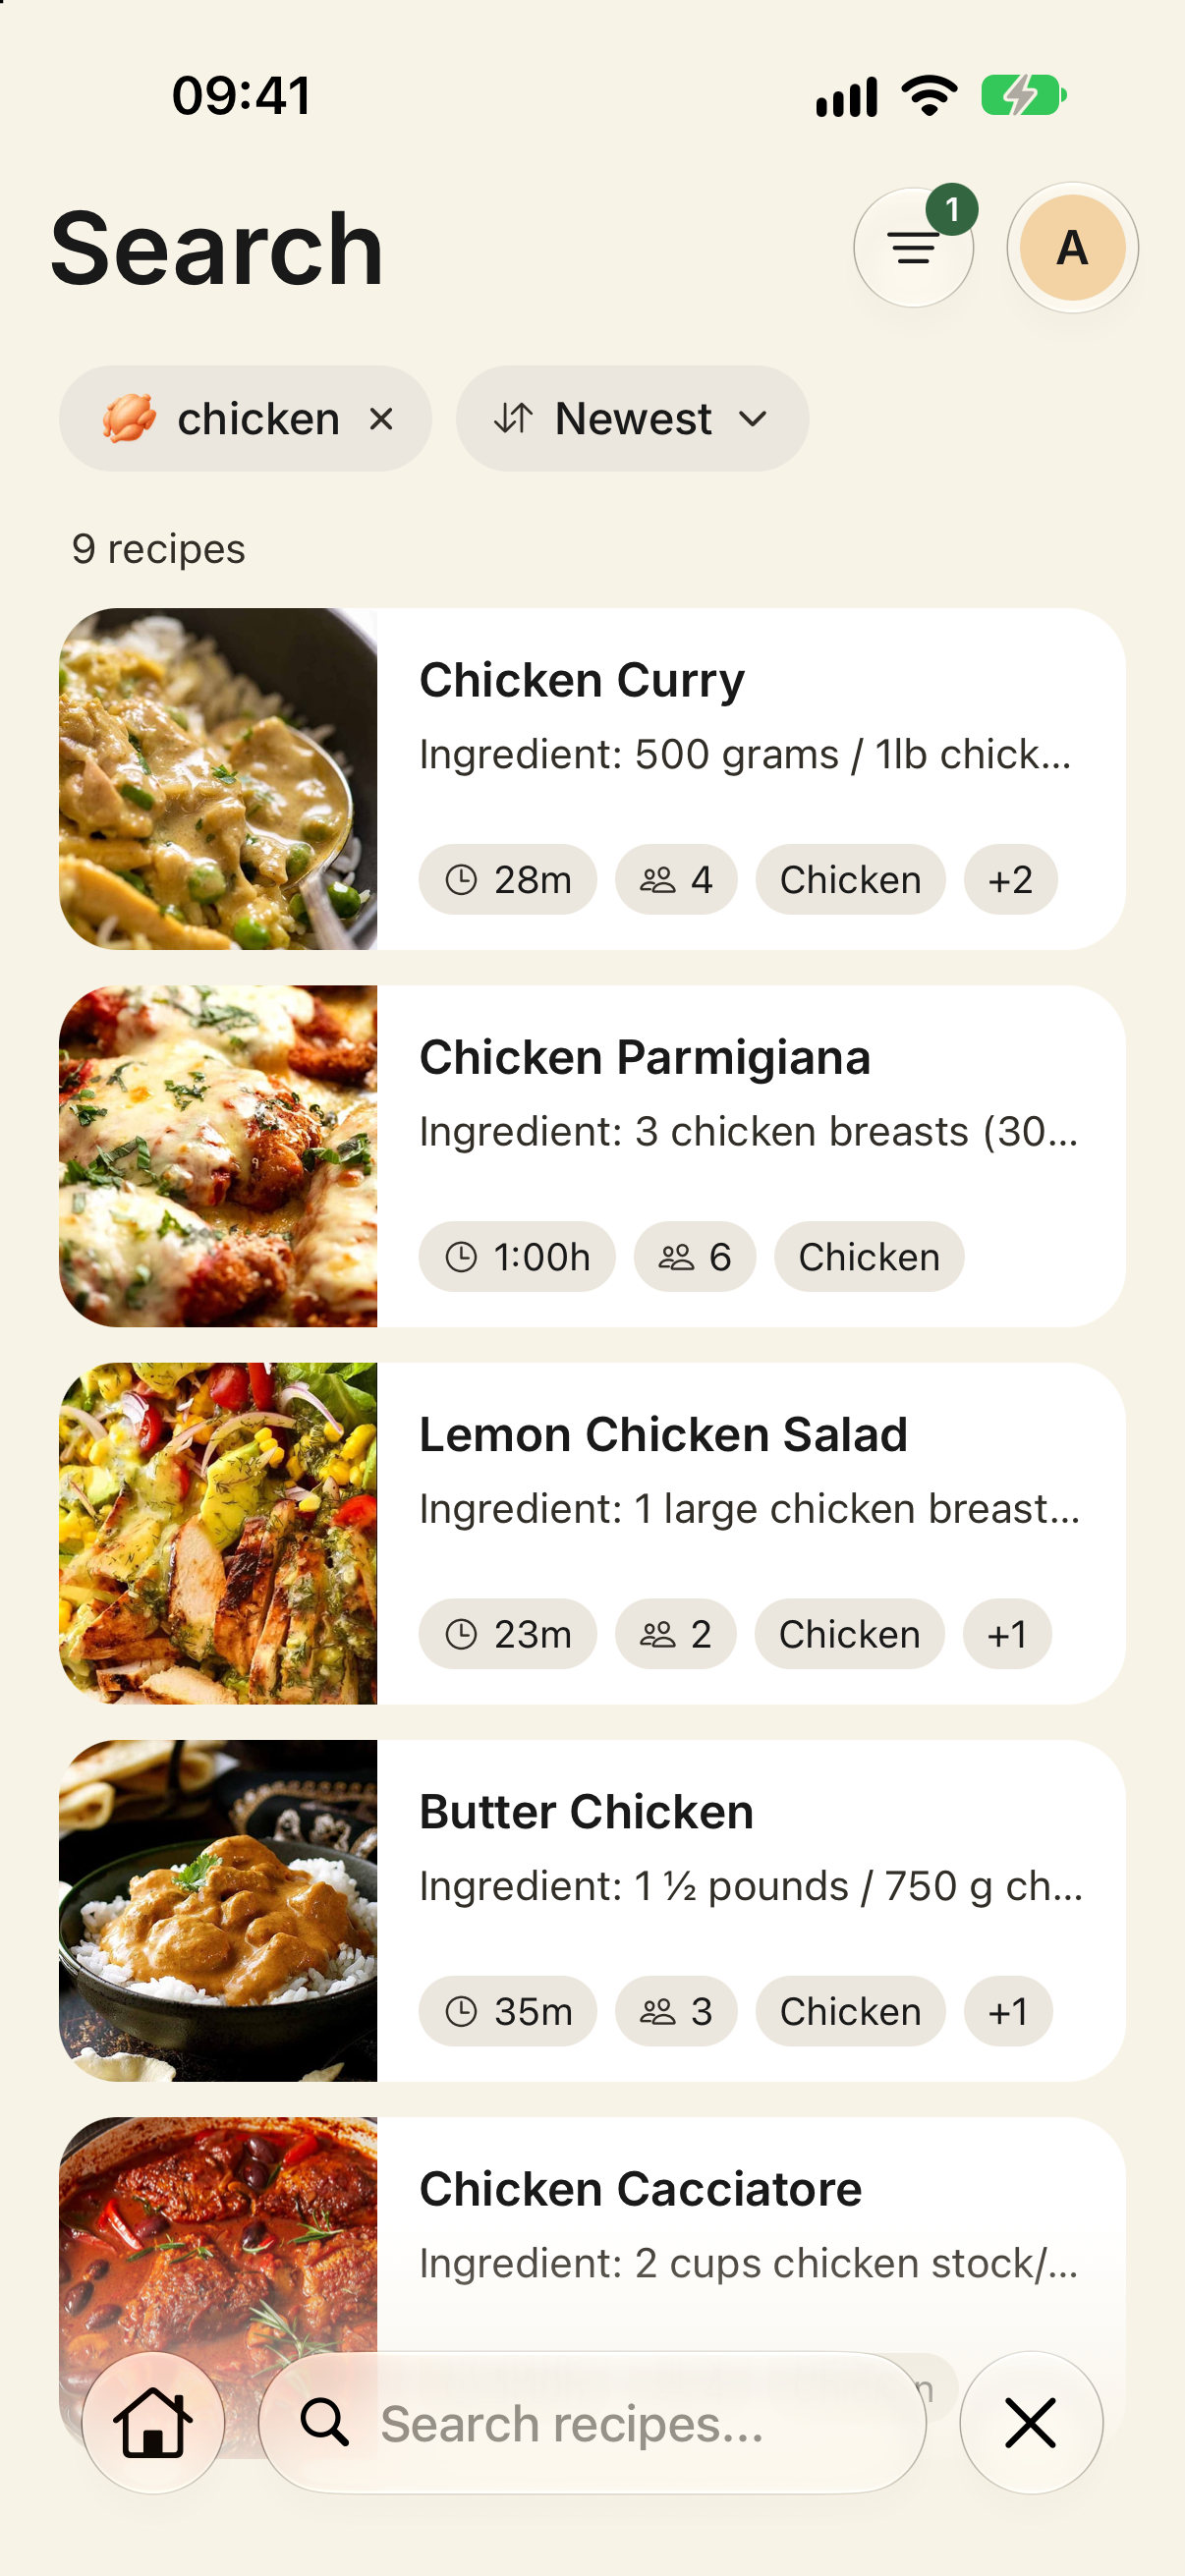 09:41
Search
1
A
chicken
Newest
9 recipes
Chicken Curry
Ingredient: 500 grams / 1lb chick...
28m 4 Chicken +2
Chicken Parmigiana
Ingredient: 3 chicken breasts (30...
1:00h 6 Chicken
Lemon Chicken Salad
Ingredient: 1 large chicken breast...
23m 2 Chicken +1
Butter Chicken
Ingredient: 1 ½ pounds / 750 g ch...
35m 3 Chicken +1
Chicken Cacciatore
Ingredient: 2 cups chicken stock/...
Search recipes...